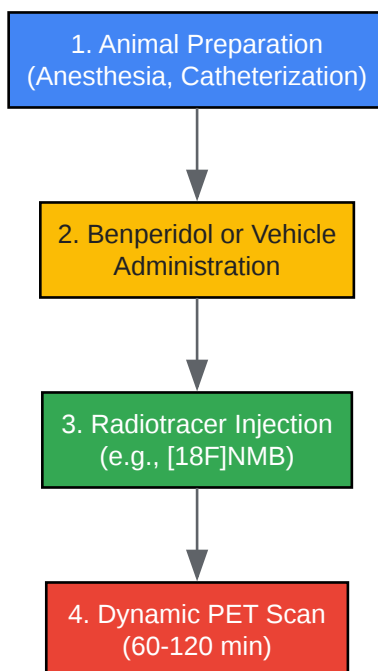 1. Animal Preparation
(Anesthesia, Catheterization)
2. Benperidol or Vehicle
Administration
3. Radiotracer Injection
(e.g., [18F]NMB)
4. Dynamic PET Scan
(60-120 min)